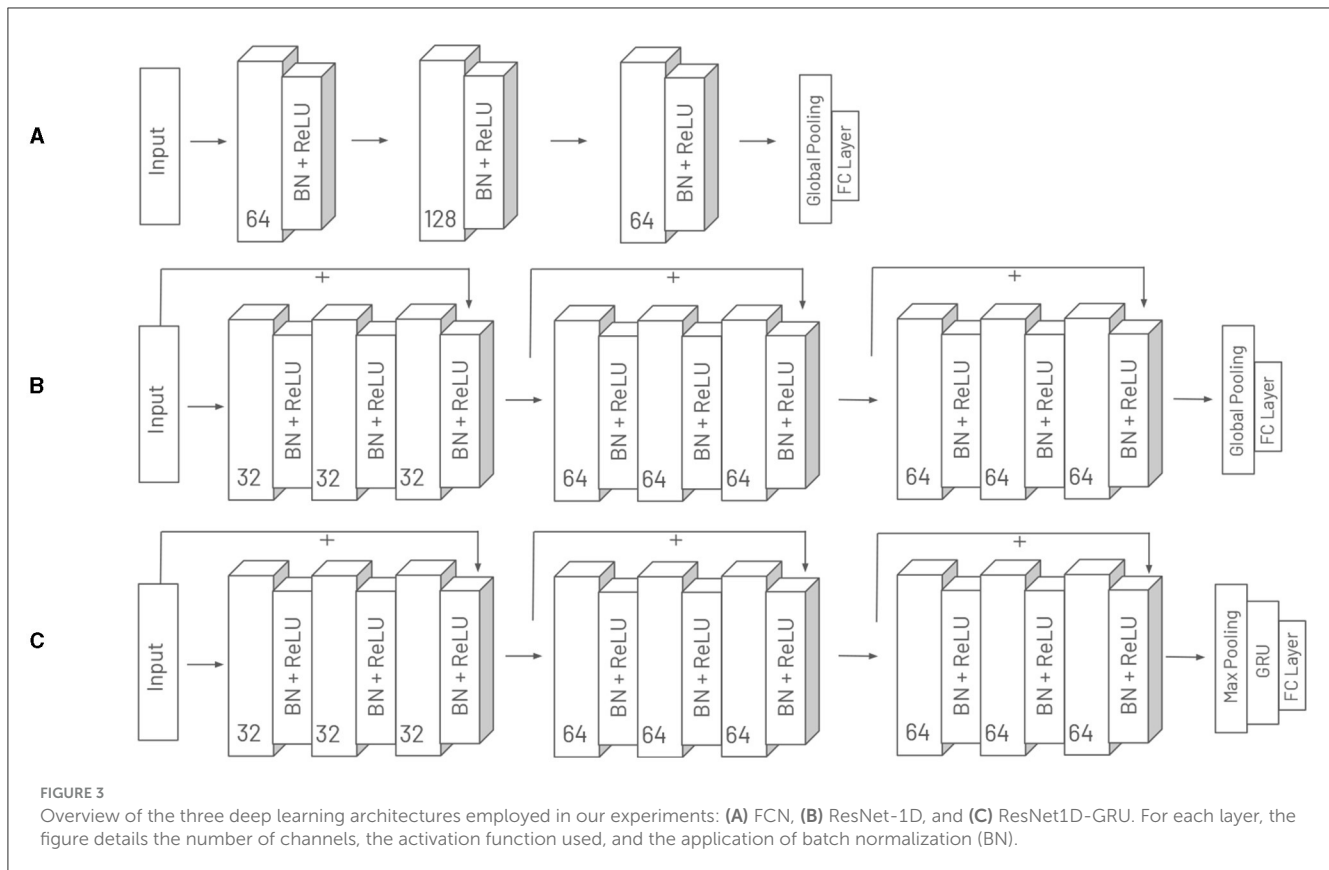 A
Input
64
BN + ReLU
128
BN + ReLU
64
BN + ReLU
Global Pooling
FC Layer
B
Input
+
32
BN + ReLU
32
BN + ReLU
32
BN + ReLU
+
64
BN + ReLU
64
BN + ReLU
64
BN + ReLU
+
64
BN + ReLU
64
BN + ReLU
64
BN + ReLU
Global Pooling
FC Layer
C
Input
+
32
BN + ReLU
32
BN + ReLU
32
BN + ReLU
+
64
BN + ReLU
64
BN + ReLU
64
BN + ReLU
+
64
BN + ReLU
64
BN + ReLU
64
BN + ReLU
Max Pooling
GRU
FC Layer
FIGURE 3
Overview of the three deep learning architectures employed in our experiments: (A) FCN, (B) ResNet-1D, and (C) ResNet1D-GRU. For each layer, the
figure details the number of channels, the activation function used, and the application of batch normalization (BN).